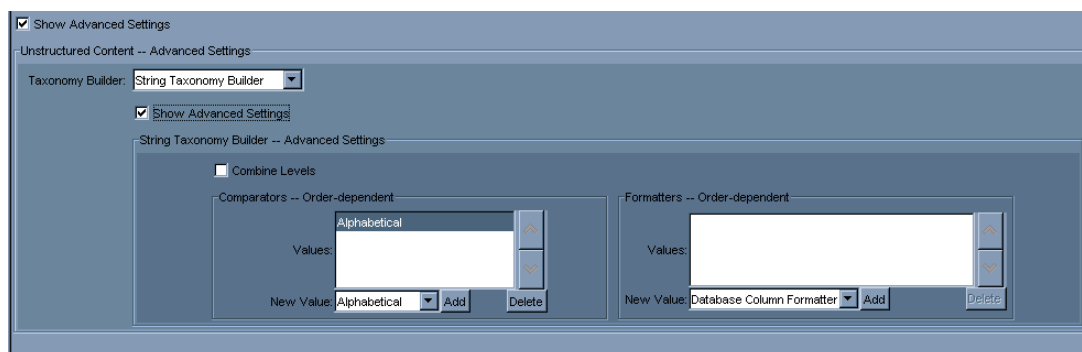 Show Advanced Settings
Unstructured Content -- Advanced Settings
Taxonomy Builder: String Taxonomy Builder
Show Advanced Settings
String Taxonomy Builder -- Advanced Settings
Combine Levels
Comparators -- Order-dependent
Alphabetical
Values:
New Value: Alphabetical Add Delete
Formatters -- Order-dependent
Values:
New Value: Database Column Formatter Add Delete